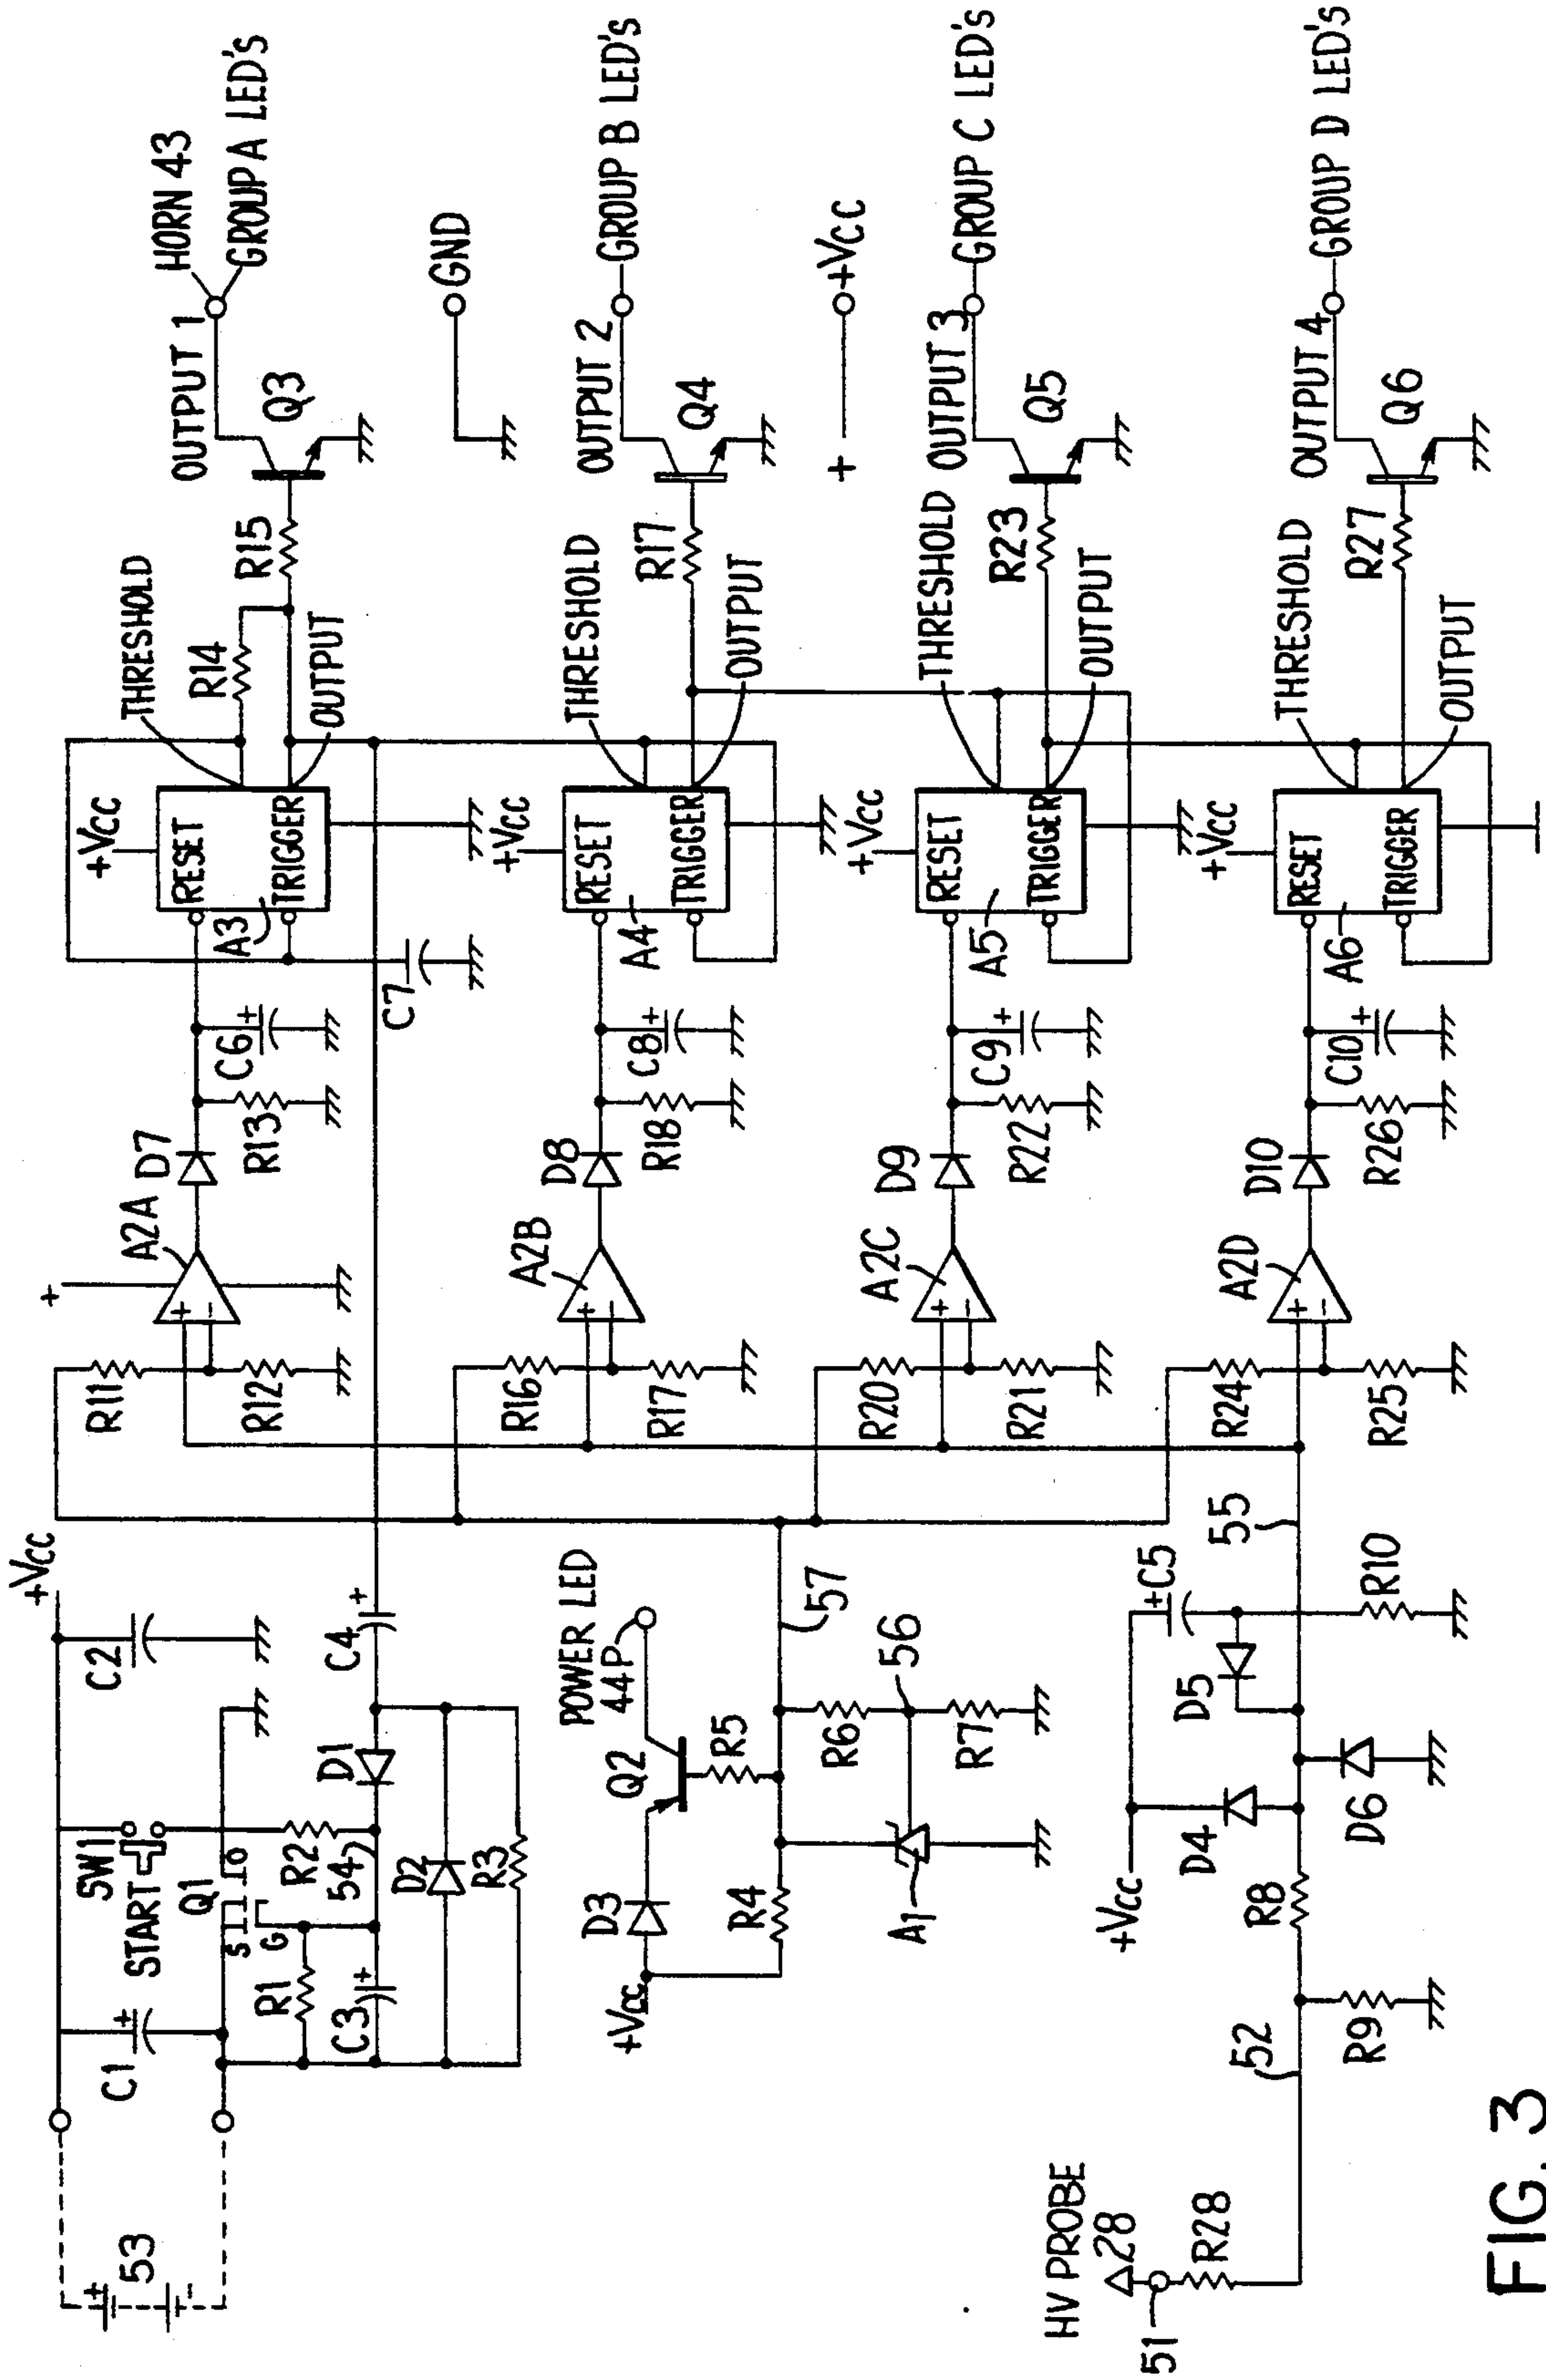 +VCC
53
C1
SW1
START
Q1
S
G
O
R1
C3
R2
54
D1
D2
R3
C2
C4
HORN 43
GROUP A LED'S
OUTPUT 1
Q3
R15
R14
THRESHOLD
OUTPUT
+VCC
RESET
TRIGGER
A3
C7
C6
R13
D7
A2A
R11
R12
GND
GROUP B LED'S
OUTPUT 2
Q4
R17
THRESHOLD
OUTPUT
+VCC
RESET
TRIGGER
A4
C8
R18
D8
A2B
R16
R17
+VCC
+
GROUP C LED'S
OUTPUT 3
Q5
R23
THRESHOLD
OUTPUT
+VCC
RESET
TRIGGER
A5
C9
R22
D9
A2C
R20
R21
GROUP D LED'S
OUTPUT 4
Q6
R27
THRESHOLD
OUTPUT
+VCC
RESET
TRIGGER
A6
C10
R26
D10
A2D
R24
R25
POWER LED
44P
Q2
R5
D3
+VCC
R4
A1
R6
56
R7
57
+VCC
D4
C5
D5
D6
R8
55
R10
HV PROBE
28
51
R28
52
R9
FIG. 3